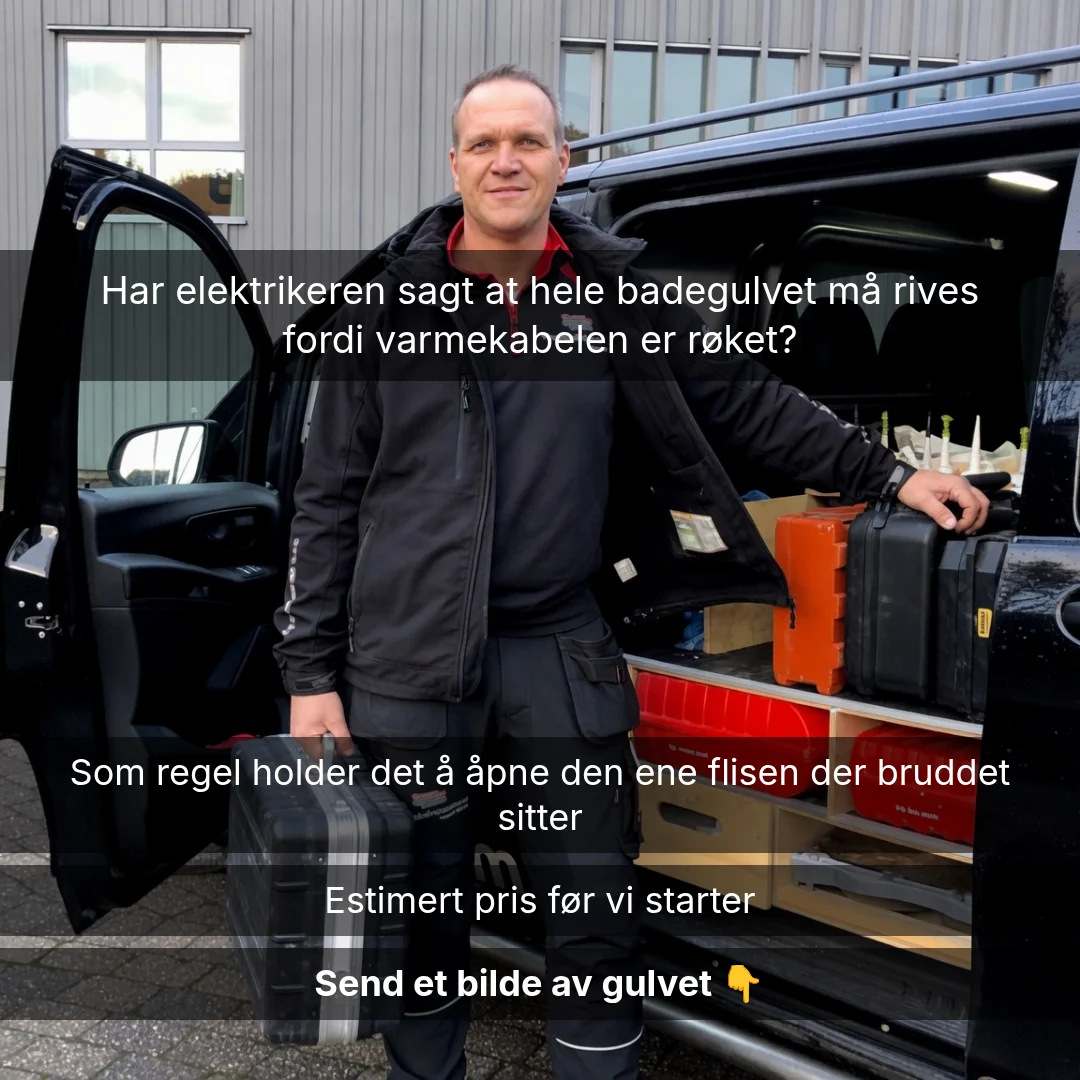 Har elektrikeren sagt at hele badegulvet må rives
fordi varmekabelen er røket?
Som regel holder det å åpne den ene flisen der bruddet
sitter
Estimert pris før vi starter
Send et bilde av gulvet 👇